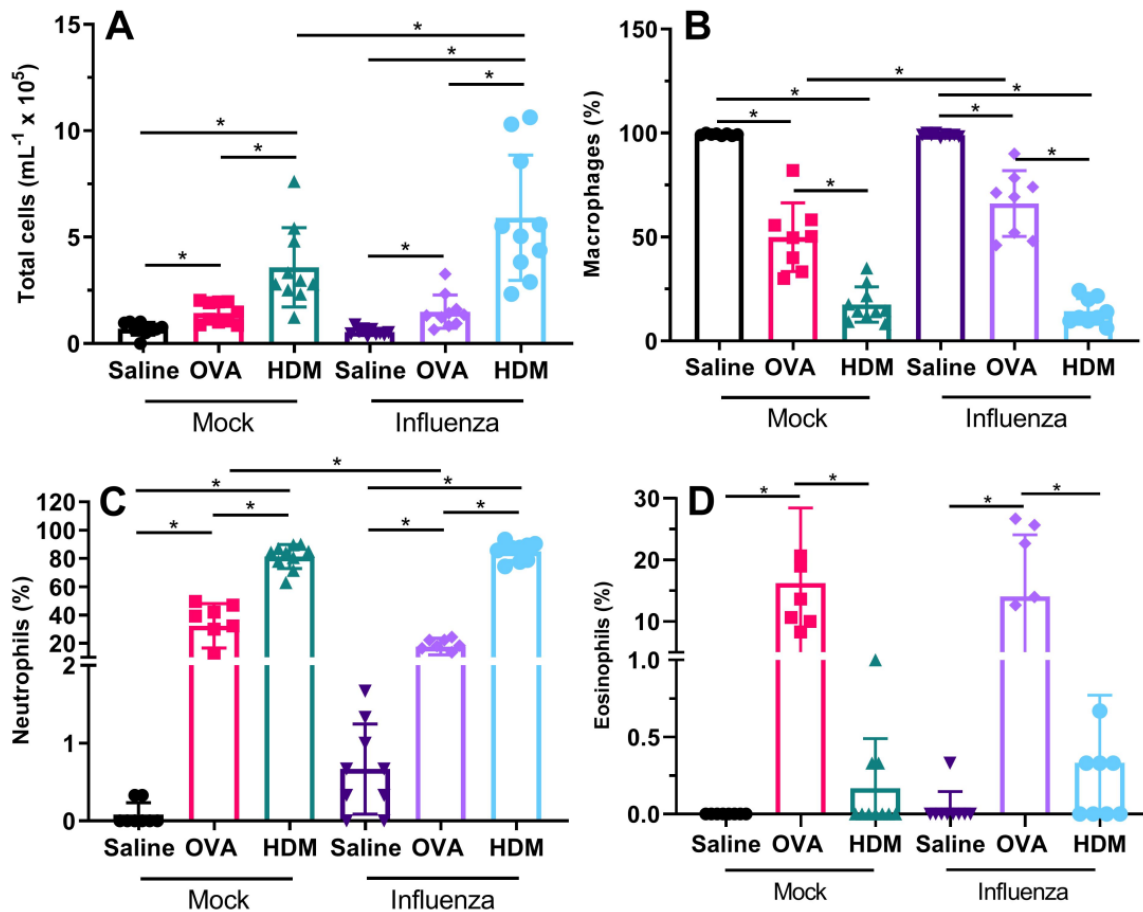 A
Total cells (mL⁻¹ x 10⁵)
15
10
5
0
* * * * * * *
Saline OVA HDM Saline OVA HDM
Mock Influenza
B
Macrophages (%)
150
100
50
0
* * * * * * *
Saline OVA HDM Saline OVA HDM
Mock Influenza
C
Neutrophils (%)
120
100
80
60
40
20
2
1
0
* * * * * * *
Saline OVA HDM Saline OVA HDM
Mock Influenza
D
Eosinophils (%)
30
20
10
1.0
0.5
0.0
* * * *
Saline OVA HDM Saline OVA HDM
Mock Influenza